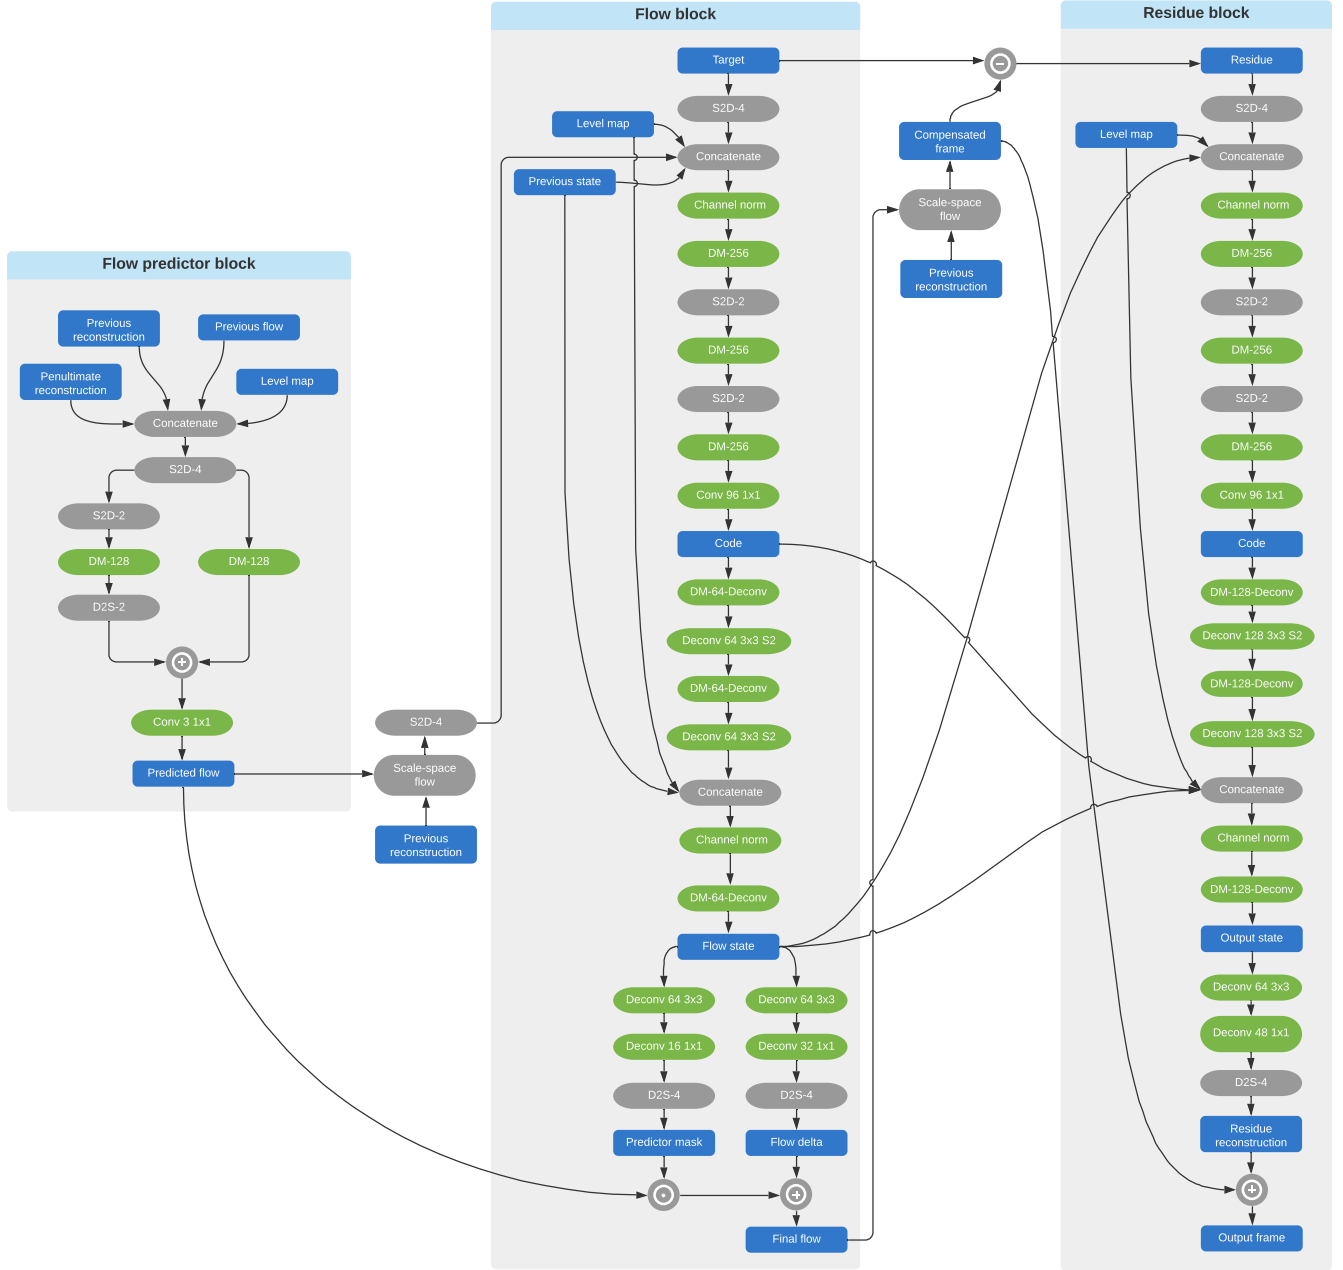 Flow predictor block
Previous
reconstruction
Previous flow
Penultimate
reconstruction
Level map
Concatenate
S2D-4
S2D-2
DM-128
DM-128
D2S-2
Conv 3 1x1
Predicted flow
S2D-4
Scale-space
flow
Previous
reconstruction
Flow block
Target
S2D-4
Level map
Concatenate
Previous state
Channel norm
DM-256
S2D-2
DM-256
S2D-2
DM-256
Conv 96 1x1
Code
DM-64-Deconv
Deconv 64 3x3 S2
DM-64-Deconv
Deconv 64 3x3 S2
Concatenate
Channel norm
DM-64-Deconv
Flow state
Deconv 64 3x3
Deconv 64 3x3
Deconv 16 1x1
Deconv 32 1x1
D2S-4
D2S-4
Predictor mask
Flow delta
Final flow
Compensated
frame
Scale-space
flow
Previous
reconstruction
Residue block
Residue
S2D-4
Level map
Concatenate
Channel norm
DM-256
S2D-2
DM-256
S2D-2
DM-256
Conv 96 1x1
Code
DM-128-Deconv
Deconv 128 3x3 S2
DM-128-Deconv
Deconv 128 3x3 S2
Concatenate
Channel norm
DM-128-Deconv
Output state
Deconv 64 3x3
Deconv 48 1x1
D2S-4
Residue
reconstruction
Output frame